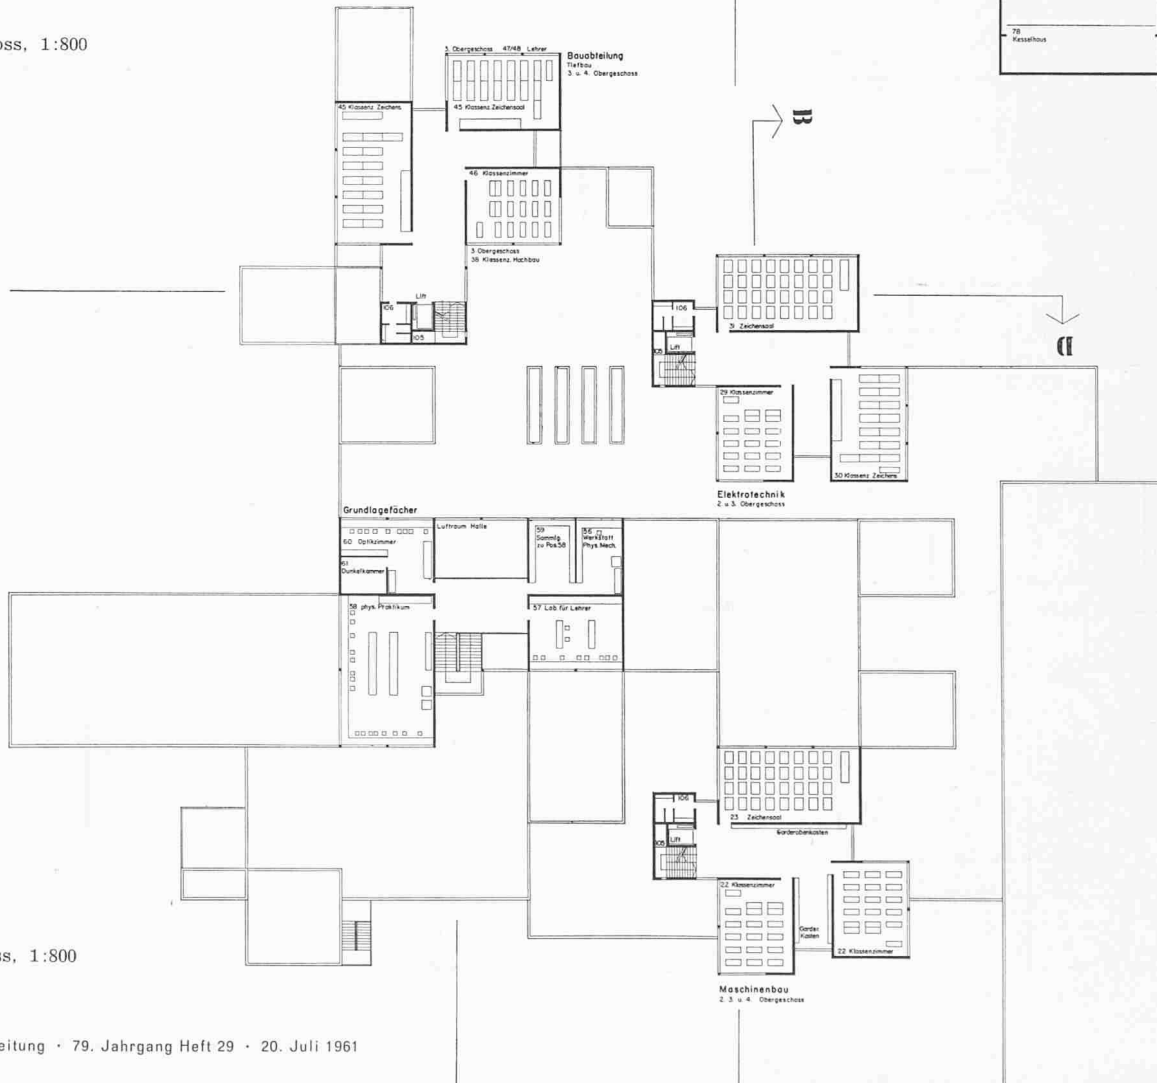 oss, 1:800
78
Kesselhaus
3. Obergeschoss 47/48 Lehrer
Bauabteilung
Tiefbau
3. u. 4. Obergeschoss
45 Klassenz. Zeichens.
45 Klassenz. Zeichensaal
B
46 Klassenzimmer
3. Obergeschoss
38 Klassenz. Hochbau
Lift
106
105
106
105
Lift
31 Zeichensaal
D
29 Klassenzimmer
30 Klassenz. Zeichens.
Elektrotechnik
2. u. 3. Obergeschoss
Grundlagefächer
Luftraum Halle
60 Optikzimmer
59
Sammlg.
zu Pos.58
56
Werkstatt
Phys. Mech.
61
Dunkelkammer
58 phys. Praktikum
57 Lab. für Lehrer
106
105
Lift
23 Zeichensaal
Garderobenkasten
22 Klassenzimmer
Garder.
Kasten
22 Klassenzimmer
Maschinenbau
2. 3. u. 4. Obergeschoss
ss, 1:800
eitung · 79. Jahrgang Heft 29 · 20. Juli 1961